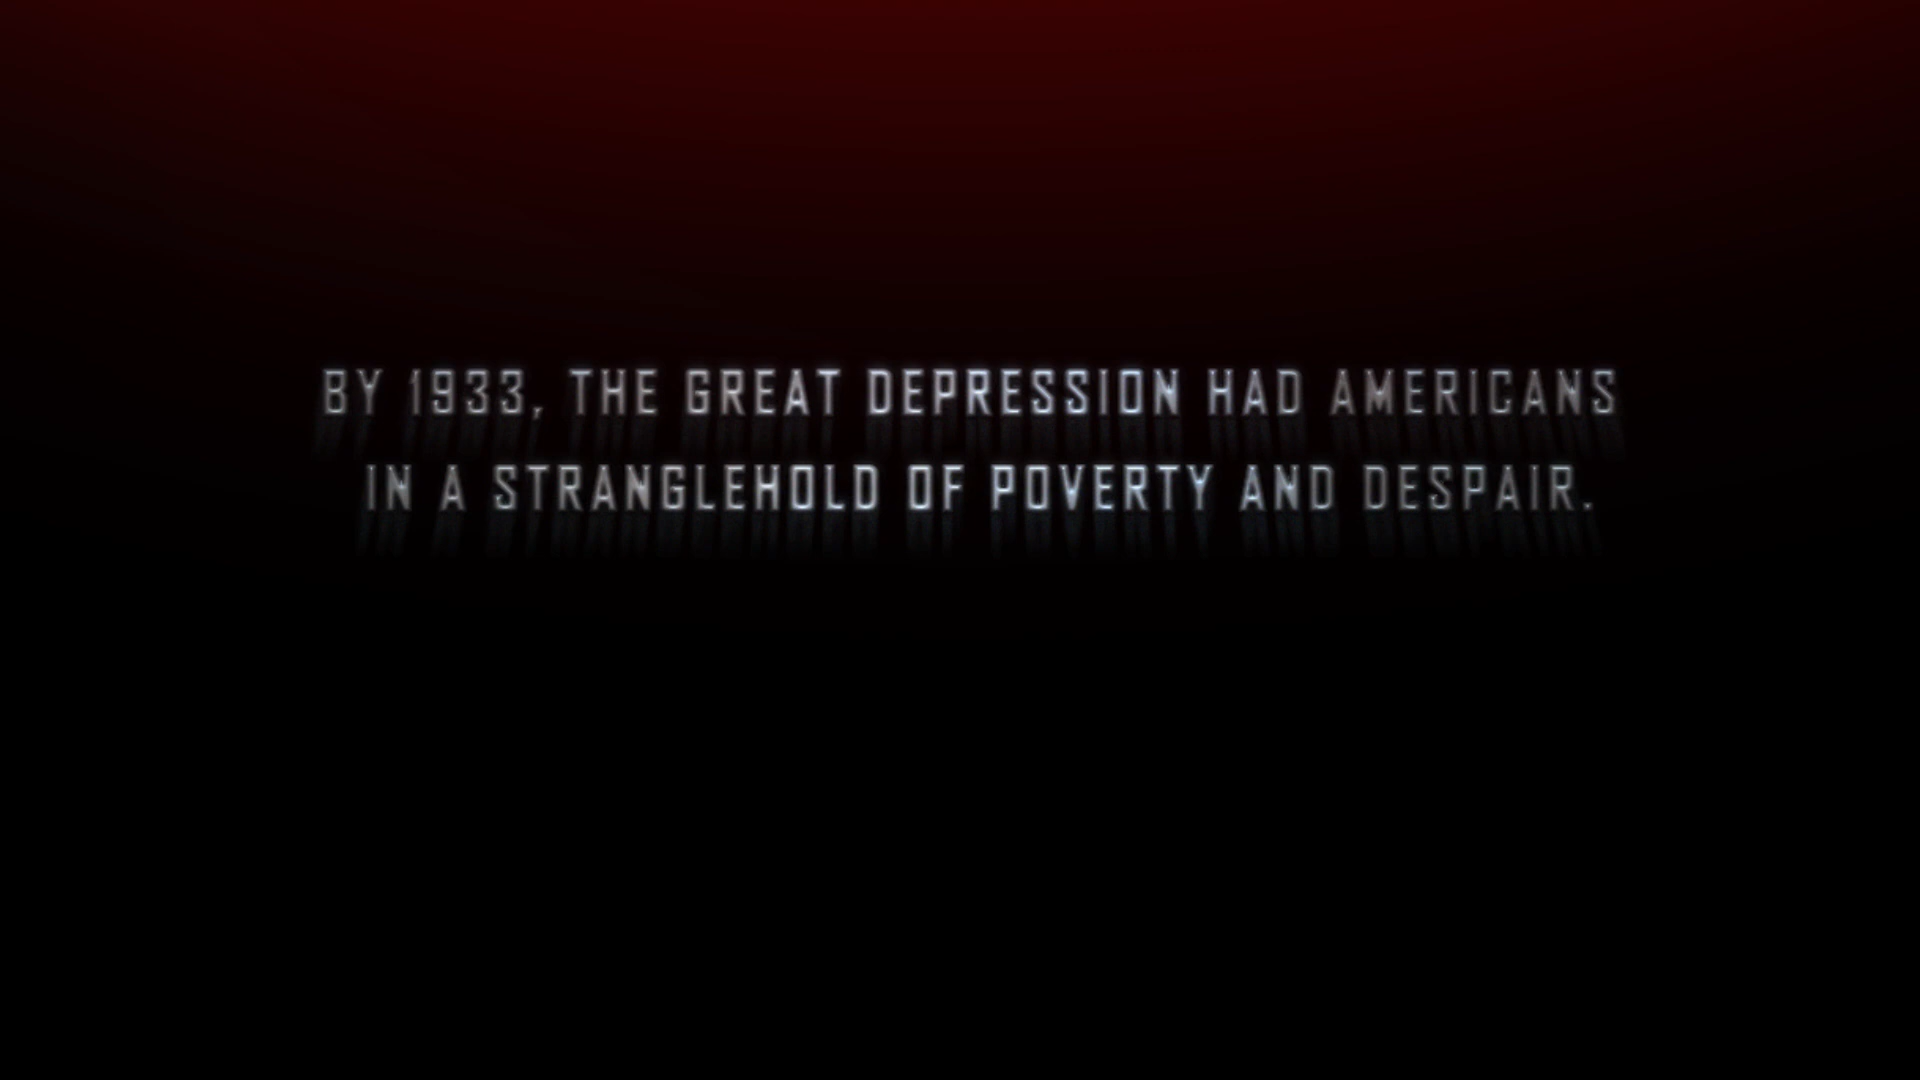 BY 1933, THE GREAT DEPRESSION HAD AMERICANS
IN A STRANGLEHOLD OF POVERTY AND DESPAIR.